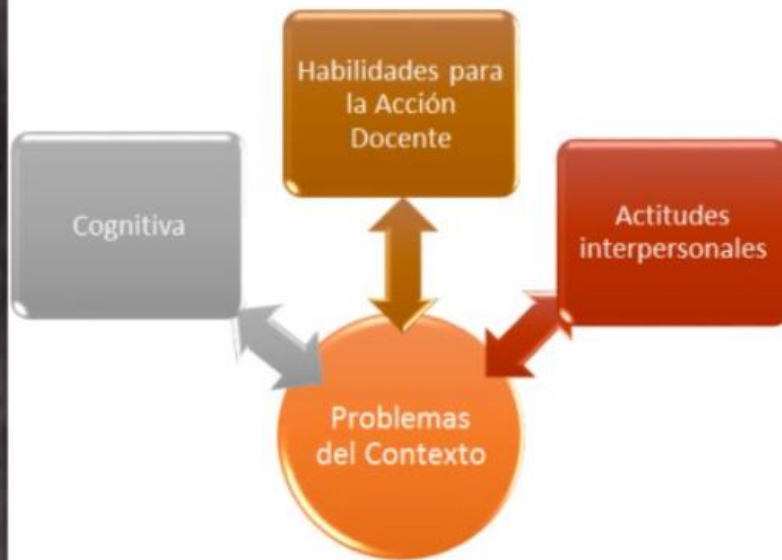 Habilidades para
la Acción
Docente
Cognitiva
Actitudes
interpersonales
Problemas
del Contexto